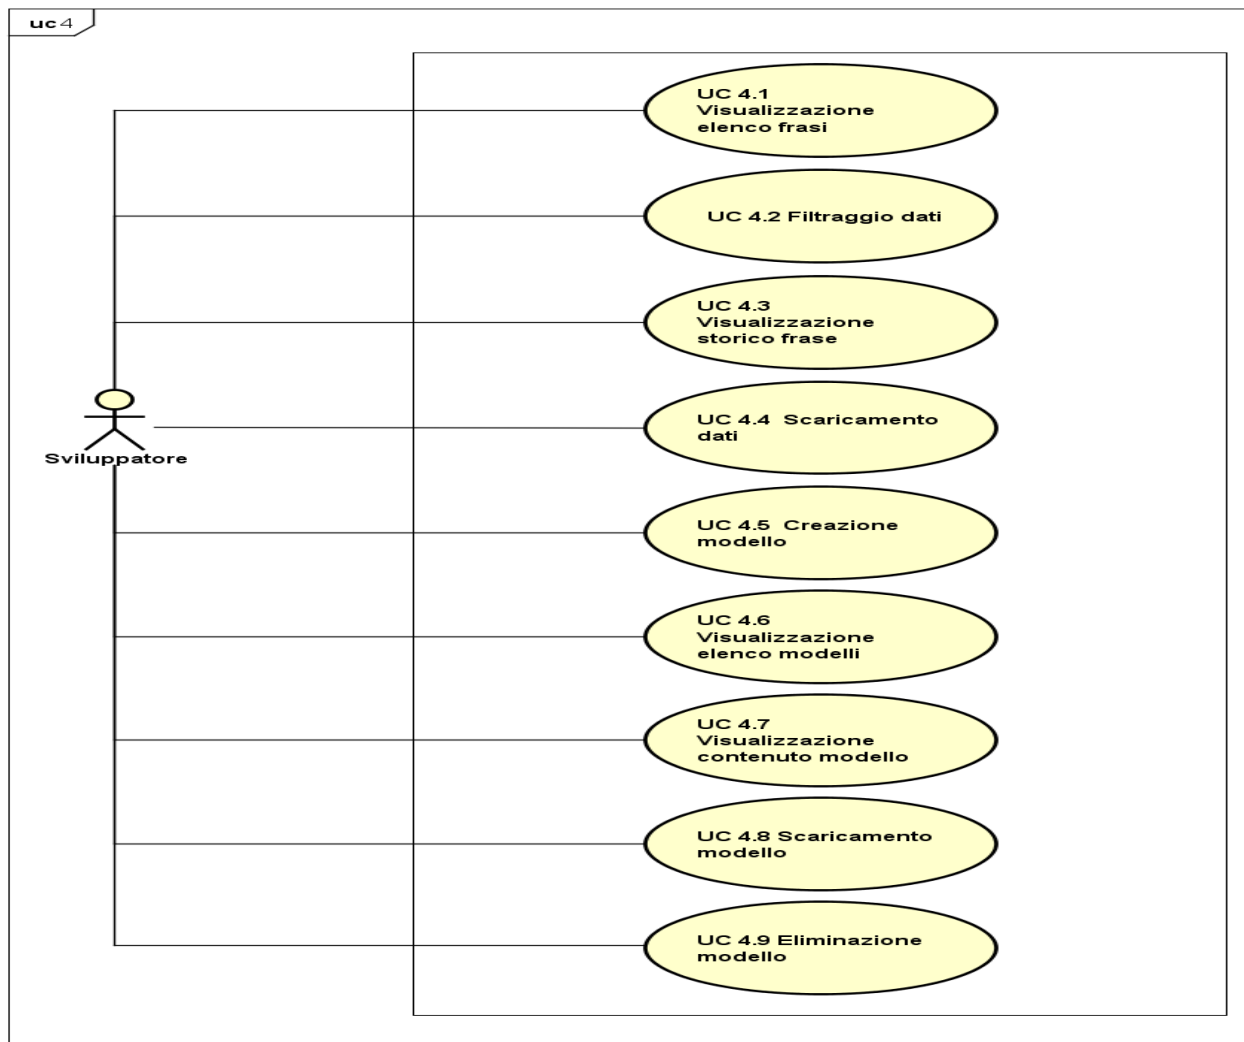 uc 4
UC 4.1
Visualizzazione
elenco frasi
UC 4.2 Filtraggio dati
UC 4.3
Visualizzazione
storico frase
UC 4.4  Scaricamento
dati
Sviluppatore
UC 4.5  Creazione
modello
UC 4.6
Visualizzazione
elenco modelli
UC 4.7
Visualizzazione
contenuto modello
UC 4.8 Scaricamento
modello
UC 4.9 Eliminazione
modello